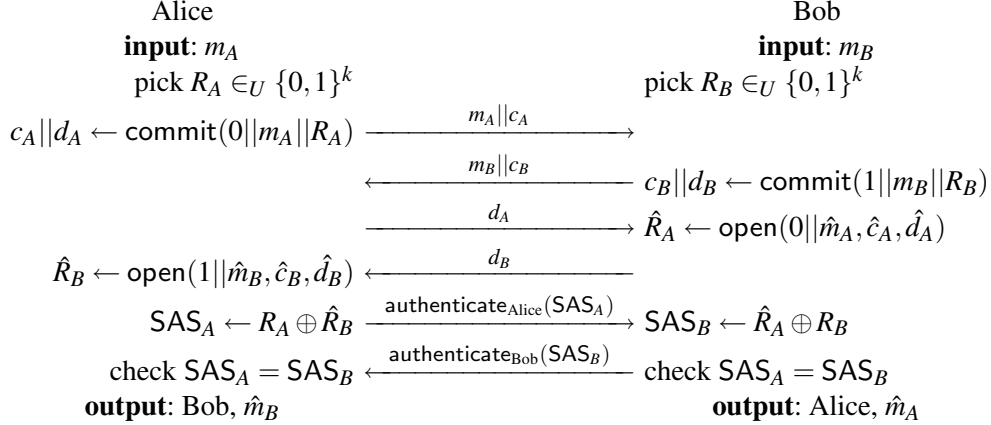 Alice Bob
input: m_A input: m_B
pick R_A ∈_U {0,1}^k pick R_B ∈_U {0,1}^k
c_A||d_A ← commit(0||m_A||R_A) m_A||c_A
m_B||c_B c_B||d_B ← commit(1||m_B||R_B)
d_A R̂_A ← open(0||m̂_A,ĉ_A,d̂_A)
R̂_B ← open(1||m̂_B,ĉ_B,d̂_B) d_B
SAS_A ← R_A ⊕ R̂_B authenticate_Alice(SAS_A) SAS_B ← R̂_A ⊕ R_B
check SAS_A = SAS_B authenticate_Bob(SAS_B) check SAS_A = SAS_B
output: Bob, m̂_B output: Alice, m̂_A